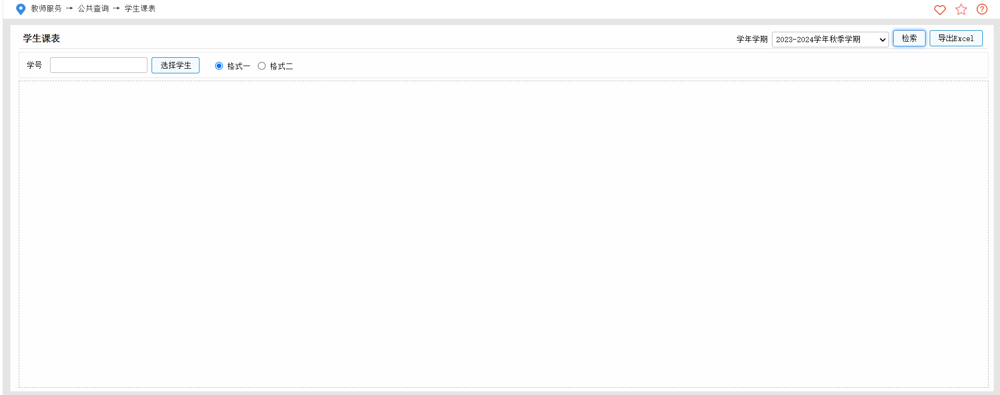 教师服务 → 公共查询 → 学生课表
学生课表
学年学期 2023-2024学年秋季学期 检索 导出Excel
学号 选择学生 格式一 格式二